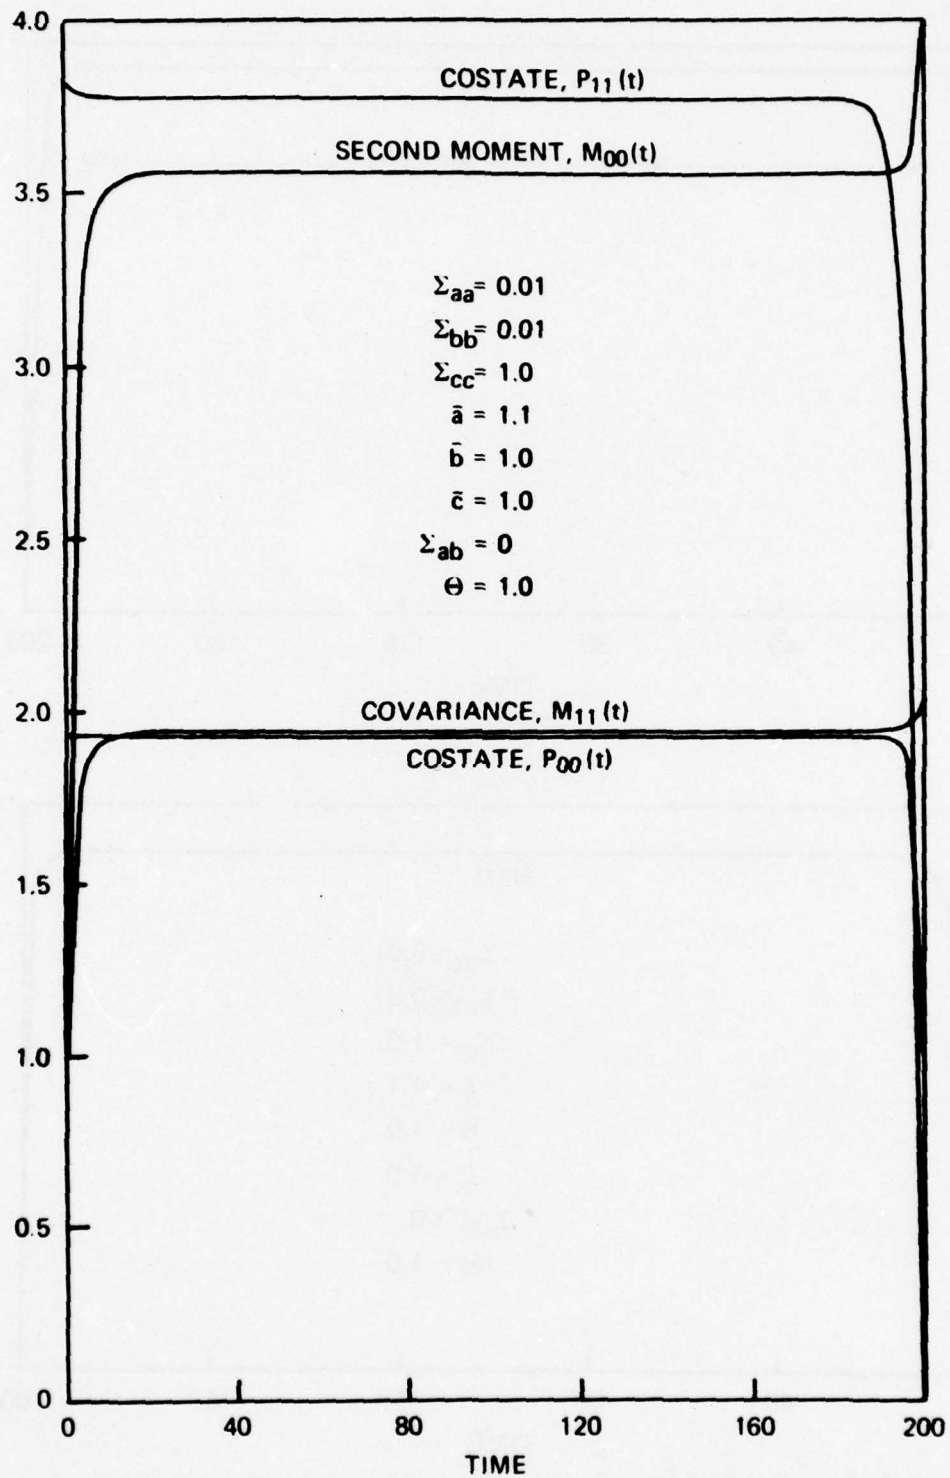 4.0
COSTATE, P11(t)
SECOND MOMENT, M00(t)
3.5
Σaa= 0.01
Σbb= 0.01
Σcc= 1.0
3.0
ā = 1.1
b̄ = 1.0
c̄ = 1.0
2.5
Σab = 0
Θ = 1.0
2.0
COVARIANCE, M11(t)
COSTATE, P00(t)
1.5
1.0
0.5
0
0 40 80 120 160 200
TIME